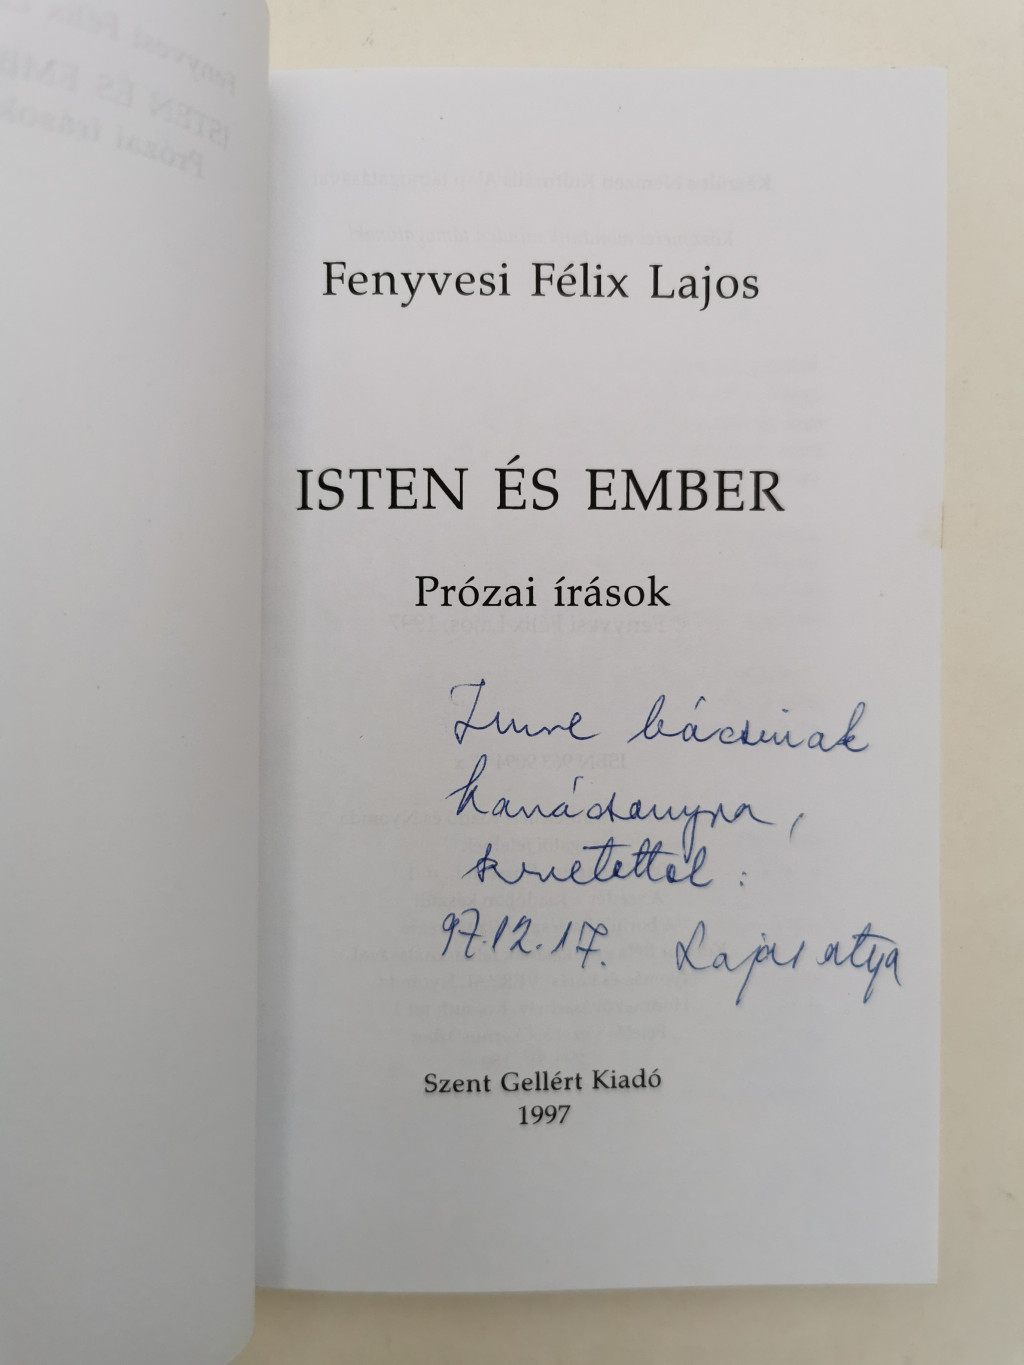 Fenyvesi Félix Lajos
ISTEN ÉS EMBER
Prózai írások
Imre bácsinak
karácsonyra,
szeretettel:
97.12.17. Lajos atya
Szent Gellért Kiadó
1997